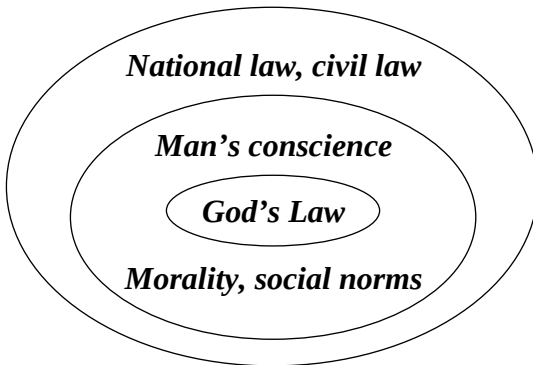 National law, civil law
Man’s conscience
God’s Law
Morality, social norms